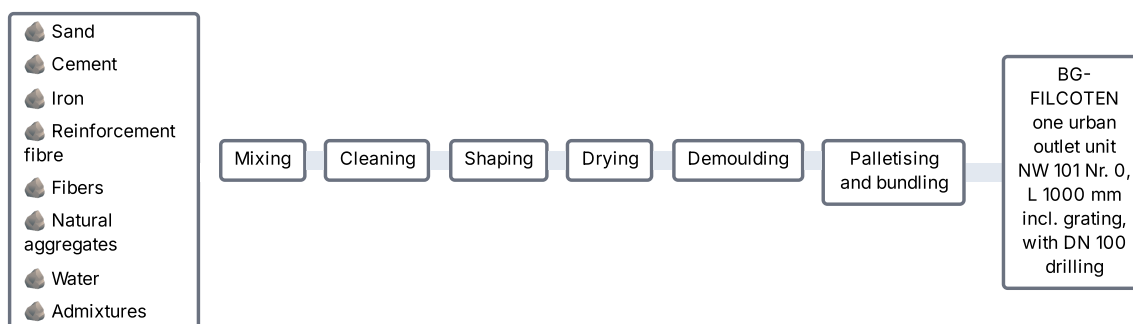 Sand
Cement
Iron
Reinforcement
fibre
Fibers
Natural
aggregates
Water
Admixtures
Mixing
Cleaning
Shaping
Drying
Demoulding
Palletising
and bundling
BG-
FILCOTEN
one urban
outlet unit
NW 101 Nr. 0,
L 1000 mm
incl. grating,
with DN 100
drilling